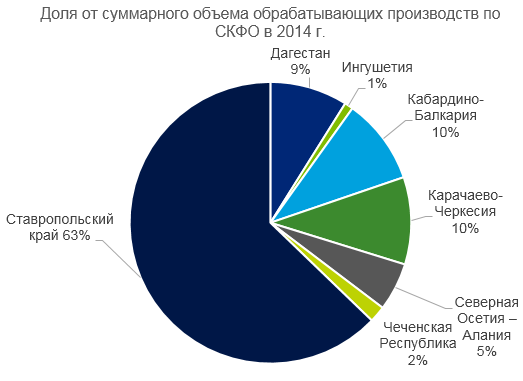 Доля от суммарного объема обрабатывающих производств по
СКФО в 2014 г.
Дагестан
9%
Ингушетия
1%
Кабардино-
Балкария
10%
Карачаево-
Черкесия
10%
Северная
Осетия –
Алания
5%
Чеченская
Республика
2%
Ставропольский
край 63%